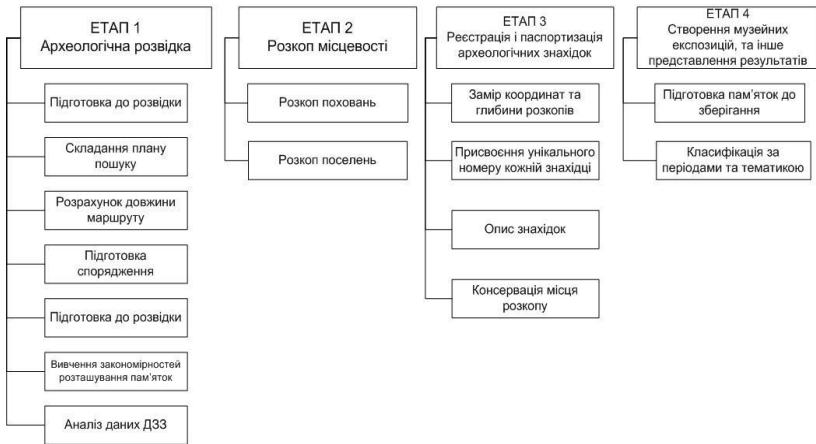 ЕТАП 1
Археологічна розвідка
Підготовка до розвідки
Складання плану
пошуку
Розрахунок довжини
маршруту
Підготовка
спорядження
Підготовка до розвідки
Вивчення закономірностей
розташування пам’яток
Аналіз даних ДЗЗ
ЕТАП 2
Розкоп місцевості
Розкоп поховань
Розкоп поселень
ЕТАП 3
Реєстрація і паспортизація
археологічних знахідок
Замір координат та
глибини розкопів
Присвоєння унікального
номеру кожній знахідці
Опис знахідок
Консервація місця
розкопу
ЕТАП 4
Створення музейних
експозицій, та інше
представлення результатів
Підготовка пам’яток до
зберігання
Класифікація за
періодами та тематикою